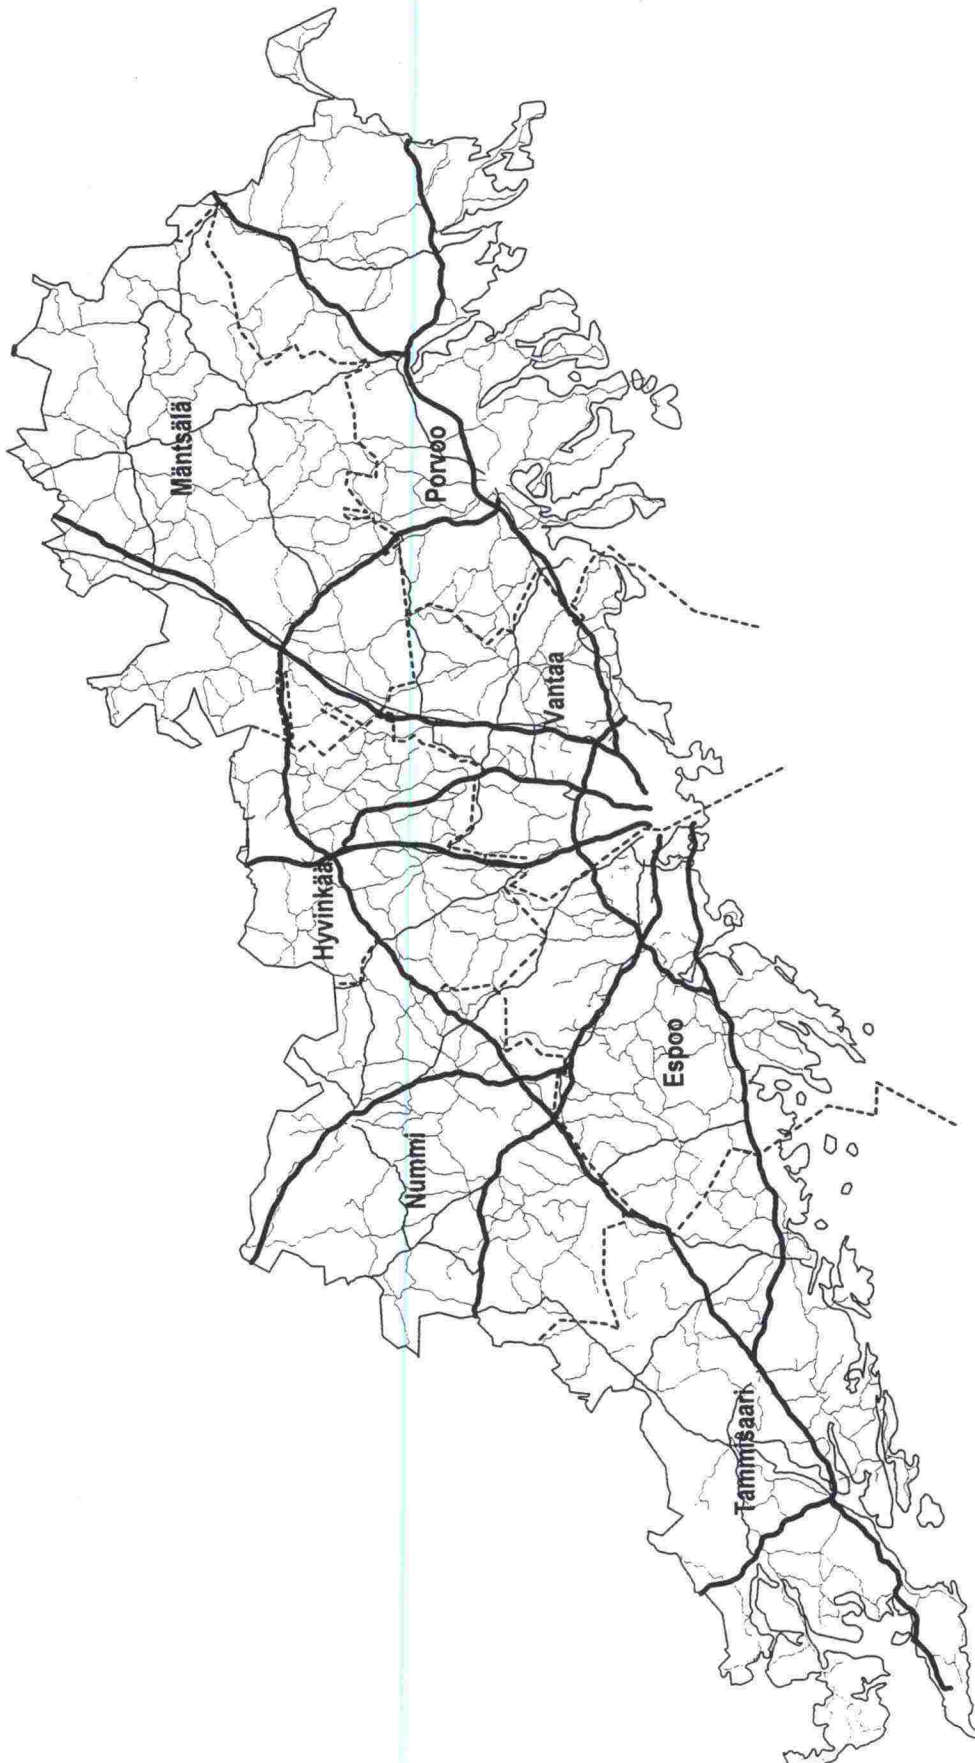 Mäntsälä
Porvoo
Vantaa
Hyvinkää
Espoo
Nummi
Tammisaari